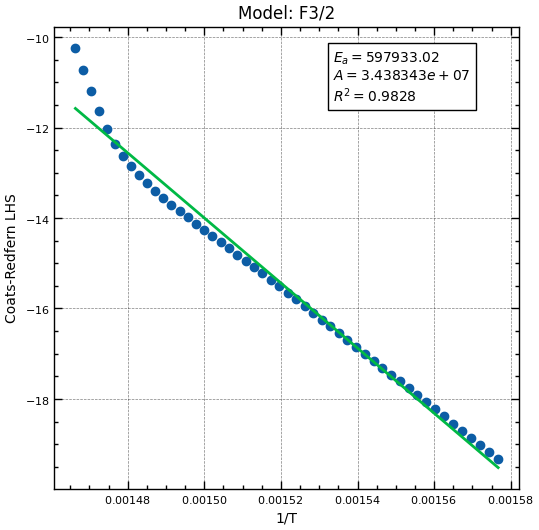 Model: F3/2
E_a = 597933.02
A = 3.438343e + 07
R² = 0.9828
Coats-Redfern LHS
−10
−12
−14
−16
−18
0.00148 0.00150 0.00152 0.00154 0.00156 0.00158
1/T